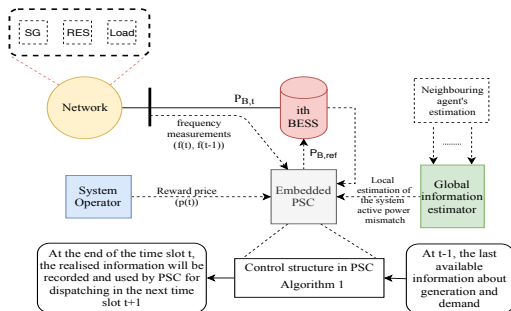 SG
RES
Load
Network
P_{B,t}
frequency
measurements
(f(t), f(t-1))
ith
BESS
P_{B,ref}
Neighbouring
agent's
estimation
System
Operator
Reward price
(p(t))
Embedded
PSC
Local
estimation of
the system
active power
mismatch
Global
information
estimator
At the end of the time slot t,
the realised information will be
recorded and used by PSC for
dispatching in the next time
slot t+1
Control structure in PSC
Algorithm 1
At t-1, the last
available
information about
generation and
demand